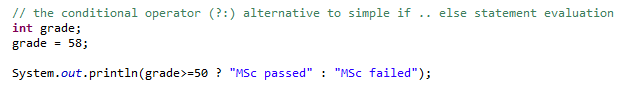 // the conditional operator (?:) alternative to simple if .. else statement evaluation
int grade;
grade = 58;
System.out.println(grade>=50 ? "MSc passed" : "MSc failed");